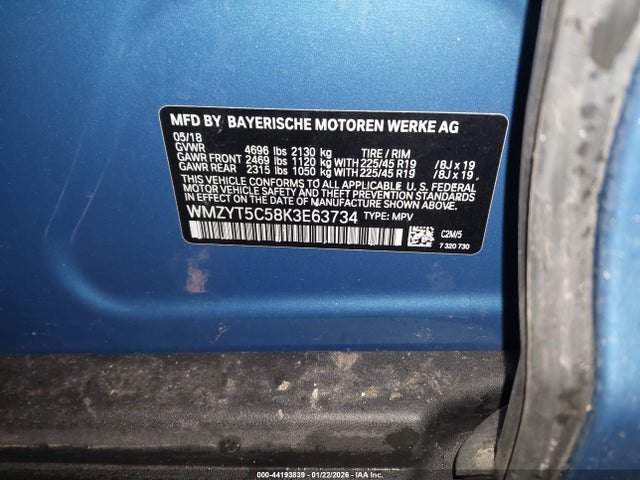 MFD BY BAYERISCHE MOTOREN WERKE AG
05/18
GVWR 4696 lbs 2130 kg TIRE / RIM
GAWR FRONT 2469 lbs 1120 kg WITH 225/45 R19 /8J x 19
GAWR REAR 2315 lbs 1050 kg WITH 225/45 R19 /8J x 19
THIS VEHICLE CONFORMS TO ALL APPLICABLE U.S. FEDERAL
MOTOR VEHICLE SAFETY AND THEFT PREVENTION STANDARDS
IN EFFECT ON THE DATE OF MANUFACTURE SHOWN ABOVE.
WMZYT5C58K3E63734 TYPE: MPV
C2M/5
7 320 730
000-44193839 - 01/22/2026 - IAA Inc.